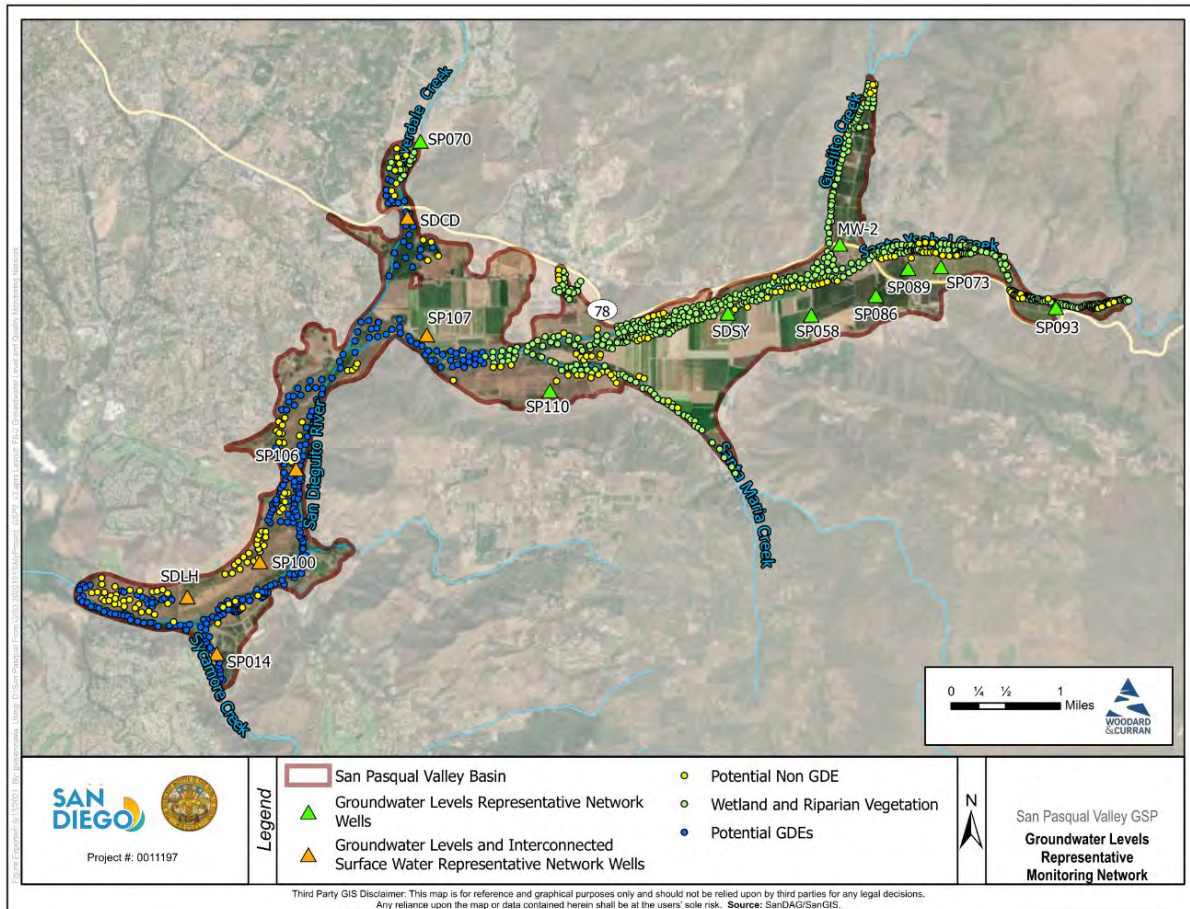 erdale Creek
SP070
Guejito Creek
SDCD
MW-2
Santa Ysabel Creek
SP089
SP073
78
SP107
SDSY
SP058
SP086
SP093
SP110
SP106
San Dieguito River
Santa Maria Creek
SDLH
SP100
SP014
Sycamore Creek
0 ¼ ½ 1
Miles
WOODARD
&CURRAN
SAN
DIEGO
Project #: 0011197
Legend
San Pasqual Valley Basin
Groundwater Levels Representative Network
Wells
Groundwater Levels and Interconnected
Surface Water Representative Network Wells
Potential Non GDE
Wetland and Riparian Vegetation
Potential GDEs
N
San Pasqual Valley GSP
Groundwater Levels
Representative
Monitoring Network
Third Party GIS Disclaimer: This map is for reference and graphical purposes only and should not be relied upon by third parties for any legal decisions.
Any reliance upon the map or data contained herein shall be at the users' sole risk. Source: SanDAG/SanGIS.